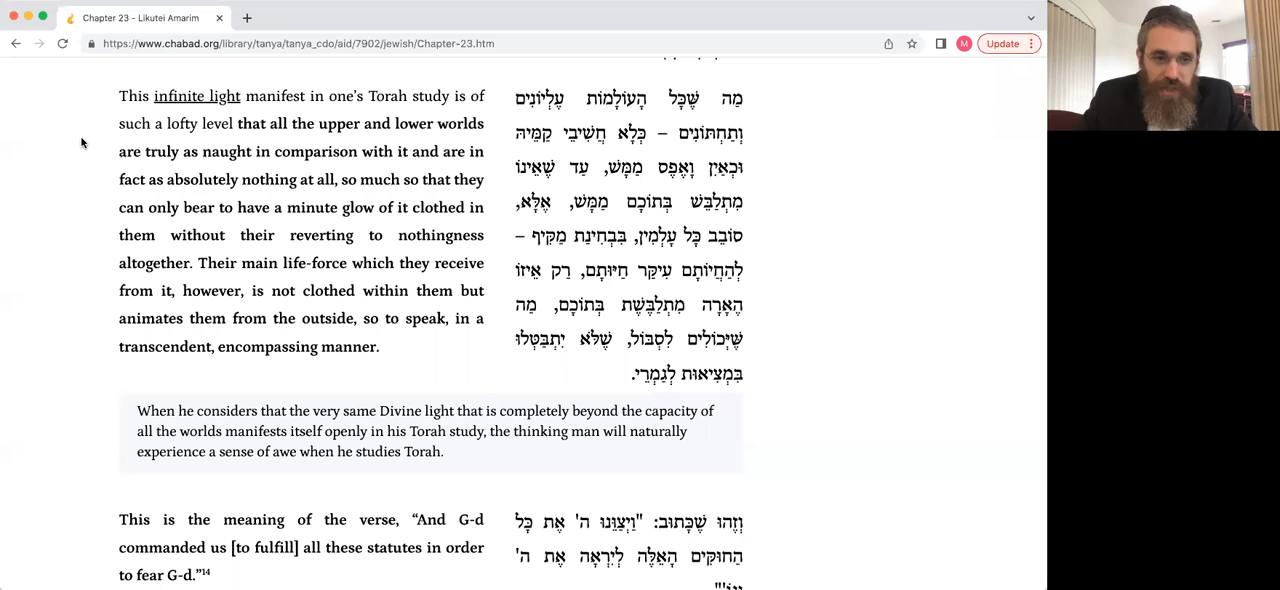 Chapter 23 - Likutei Amarim
https://www.chabad.org/library/tanya/tanya_cdo/aid/7902/jewish/Chapter-23.htm
M
Update
This infinite light manifest in one's Torah study is of
such a lofty level that all the upper and lower worlds
are truly as naught in comparison with it and are in
fact as absolutely nothing at all, so much so that they
can only bear to have a minute glow of it clothed in
them without their reverting to nothingness
altogether. Their main life-force which they receive
from it, however, is not clothed within them but
animates them from the outside, so to speak, in a
transcendent, encompassing manner.
מַה שֶּׁכָּל הָעוֹלָמוֹת עֶלְיוֹנִים
וְתַחְתּוֹנִים – כְּלָא חֲשִׁיבֵי קַמֵּיהּ
וּכְאַיִן וָאֶפֶס מַמָּשׁ, עַד שֶׁאֵינוֹ
מִתְלַבֵּשׁ בְּתוֹכָם מַמָּשׁ, אֶלָּא,
סוֹבֵב כָּל עָלְמִין, בִּבְחִינַת מַקִּיף –
לְהַחֲיוֹתָם עִיקַּר חַיּוּתָם, רַק אֵיזוֹ
הֶאָרָה מִתְלַבֶּשֶׁת בְּתוֹכָם, מַה
שֶּׁיְּכוֹלִים לִסְבּוֹל, שֶׁלֹּא יִתְבַּטְּלוּ
בִּמְצִיאוּת לְגַמְרֵי.
When he considers that the very same Divine light that is completely beyond the capacity of
all the worlds manifests itself openly in his Torah study, the thinking man will naturally
experience a sense of awe when he studies Torah.
This is the meaning of the verse, “And G-d
commanded us [to fulfill] all these statutes in order
to fear G-d.”14
וְזֶהוּ שֶׁכָּתוּב: "וַיְצַוֵּנוּ ה' אֶת כָּל
הַחוּקִּים הָאֵלֶּה לְיִרְאָה אֶת ה'